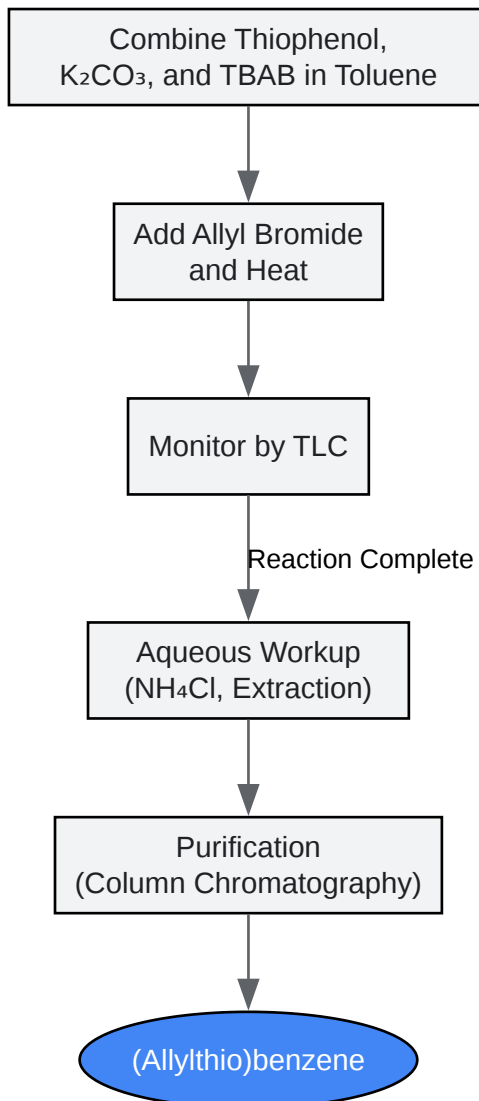 Combine Thiophenol,
K₂CO₃, and TBAB in Toluene
Add Allyl Bromide
and Heat
Monitor by TLC
Reaction Complete
Aqueous Workup
(NH₄Cl, Extraction)
Purification
(Column Chromatography)
(Allylthio)benzene